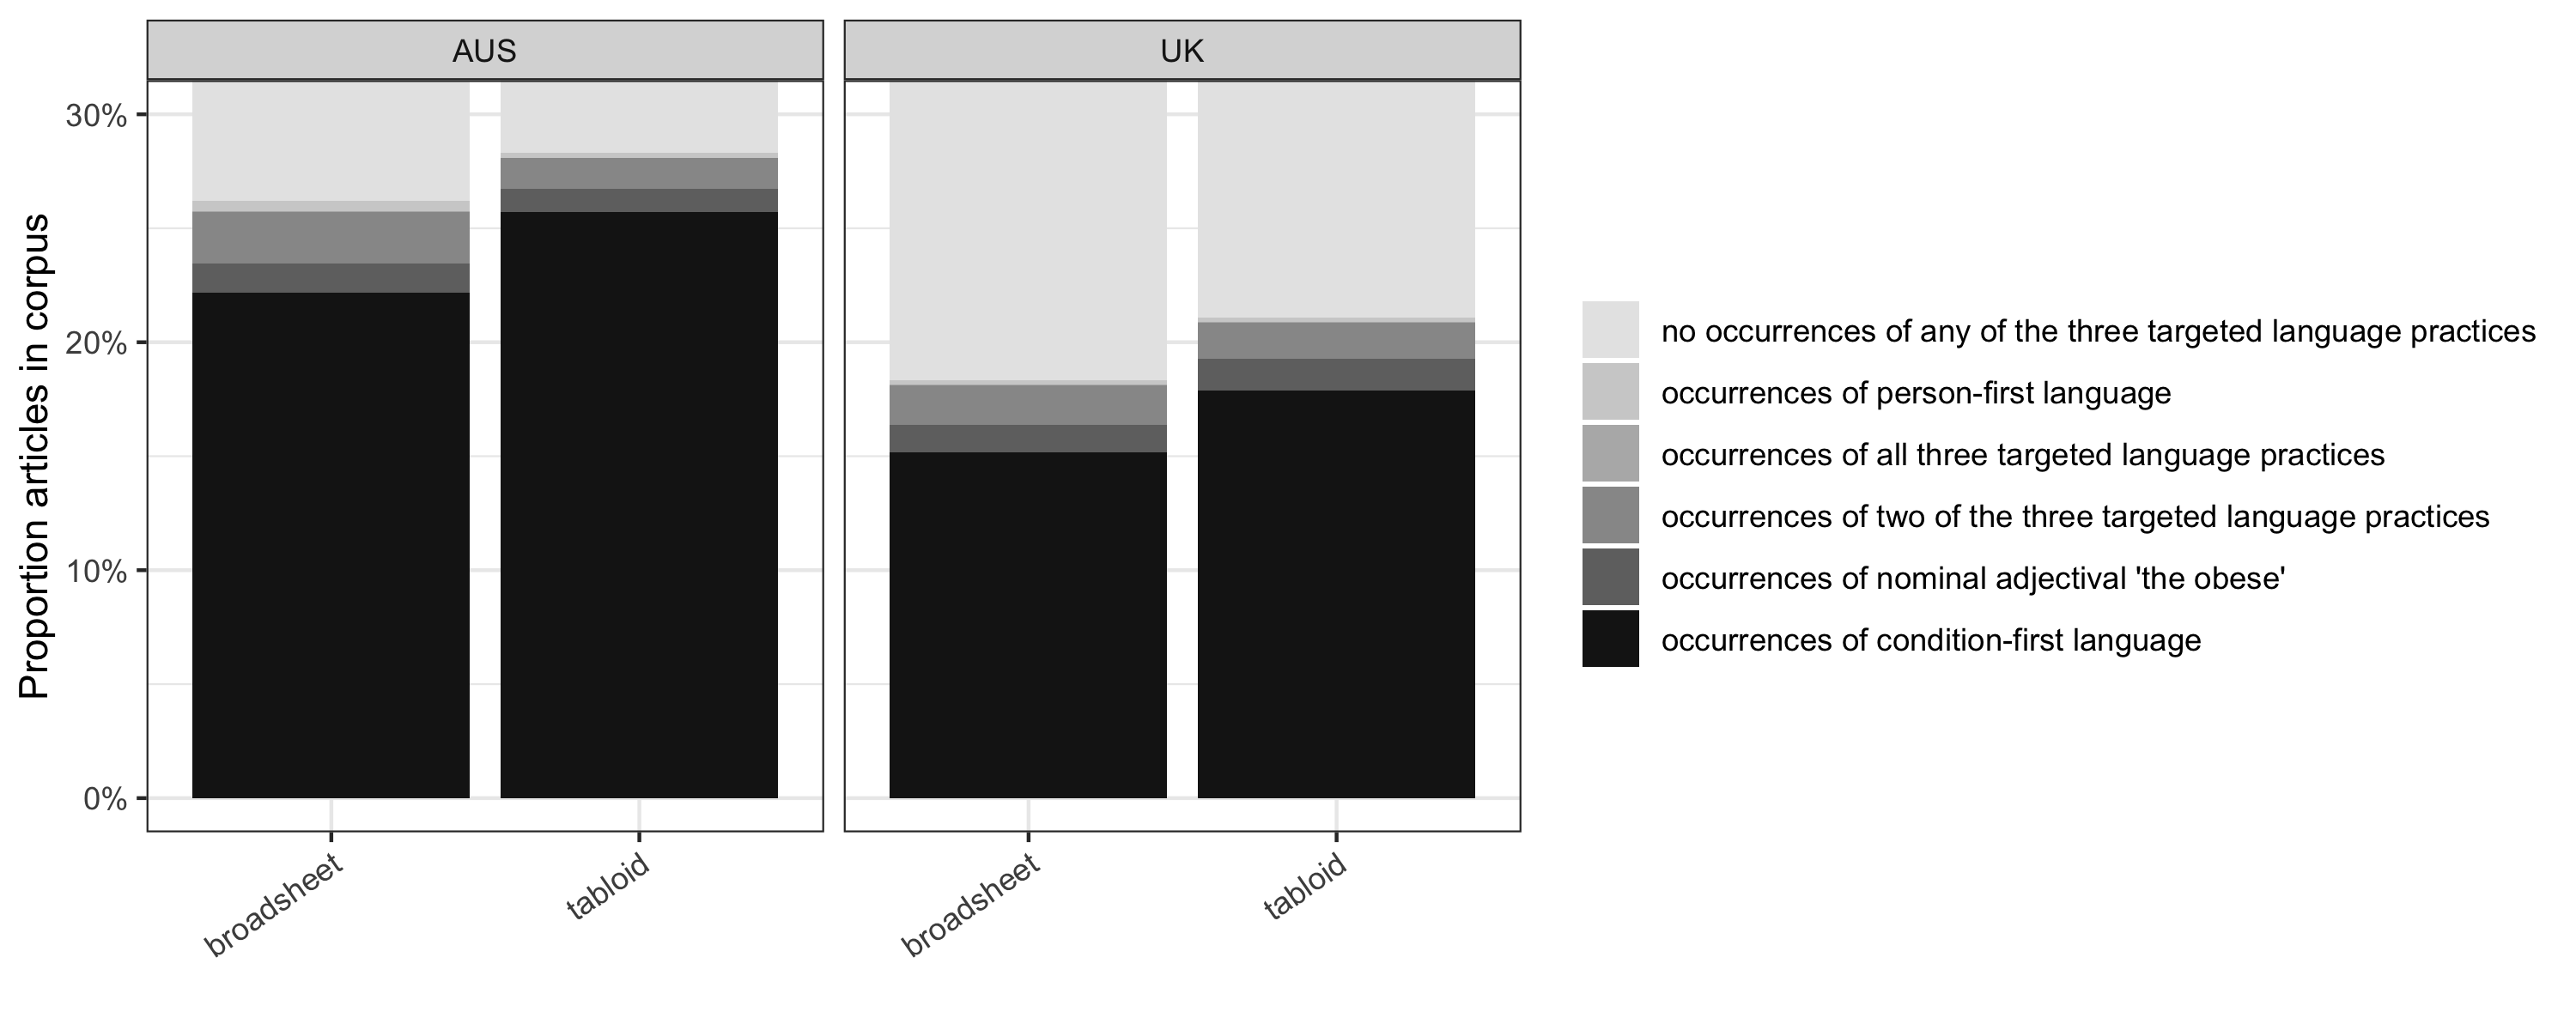 AUS
UK
Proportion articles in corpus
30%
20%
10%
0%
broadsheet
tabloid
broadsheet
tabloid
no occurrences of any of the three targeted language practices
occurrences of person-first language
occurrences of all three targeted language practices
occurrences of two of the three targeted language practices
occurrences of nominal adjectival 'the obese'
occurrences of condition-first language